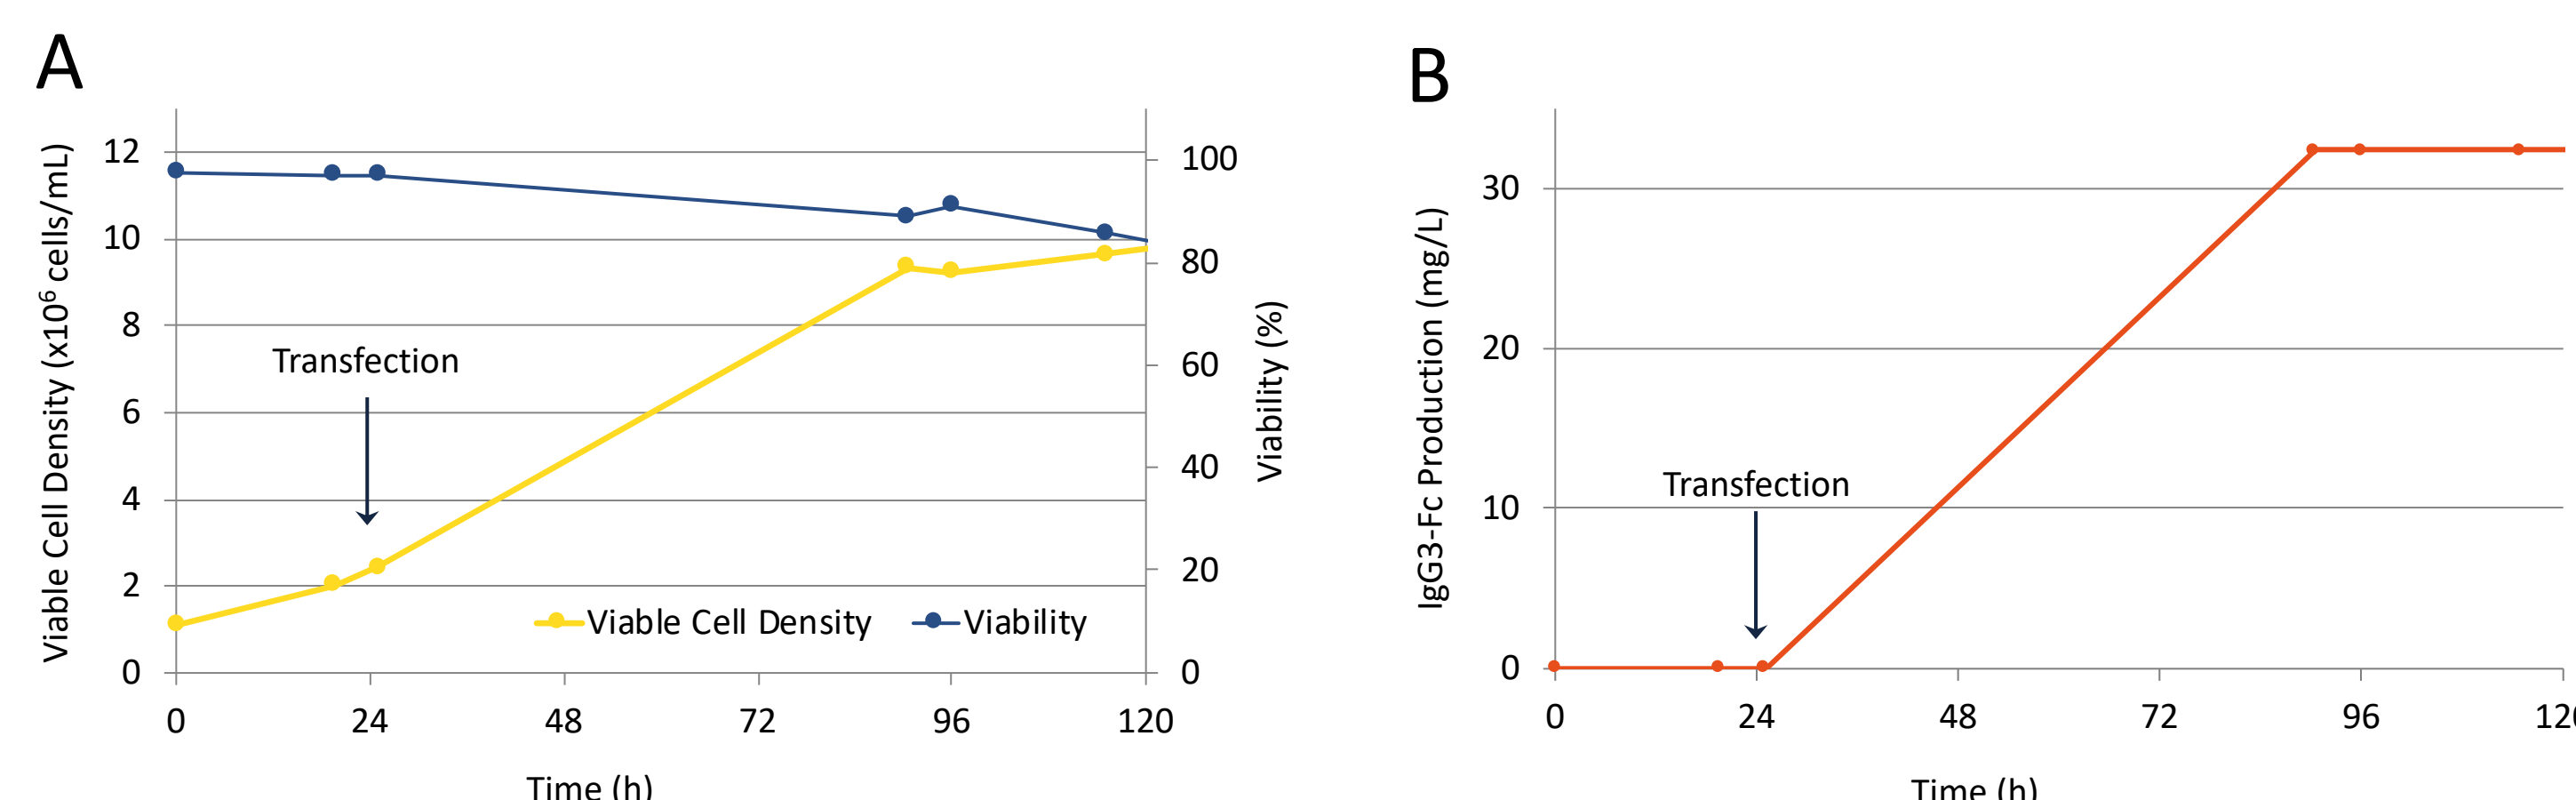 A
Viable Cell Density (x10⁶ cells/mL)
12
10
8
6
4
2
0
Transfection
Viable Cell Density
Viability
100
80
60
40
20
0
Viability (%)
0 24 48 72 96 120
Time (h)
B
IgG3-Fc Production (mg/L)
30
20
10
0
Transfection
0 24 48 72 96 120
Time (h)